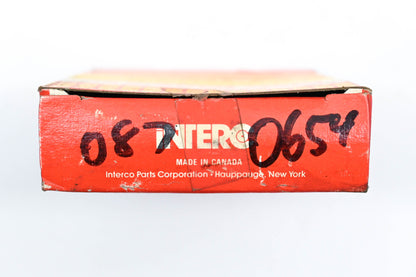 087 INTERCO 0654
MADE IN CANADA
Interco Parts Corporation • Hauppauge, New York